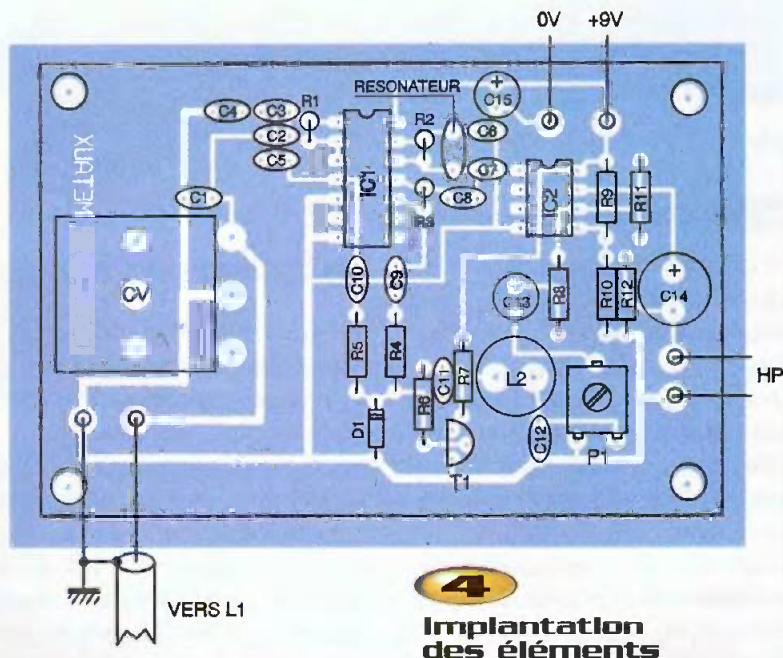 0V +9V
RESONATEUR
C15
C4 C3 R1
C2
C5
IC1
R2
C6
C7
C8
R3
IC2
R9 R11
C1
METAUX
CV
C10 C9
C13
R8
R10 R12
C14
R5 R4
R6 C11 R7
L2
HP
D1
T1
C12
P1
VERS L1
4
Implantation
des éléments